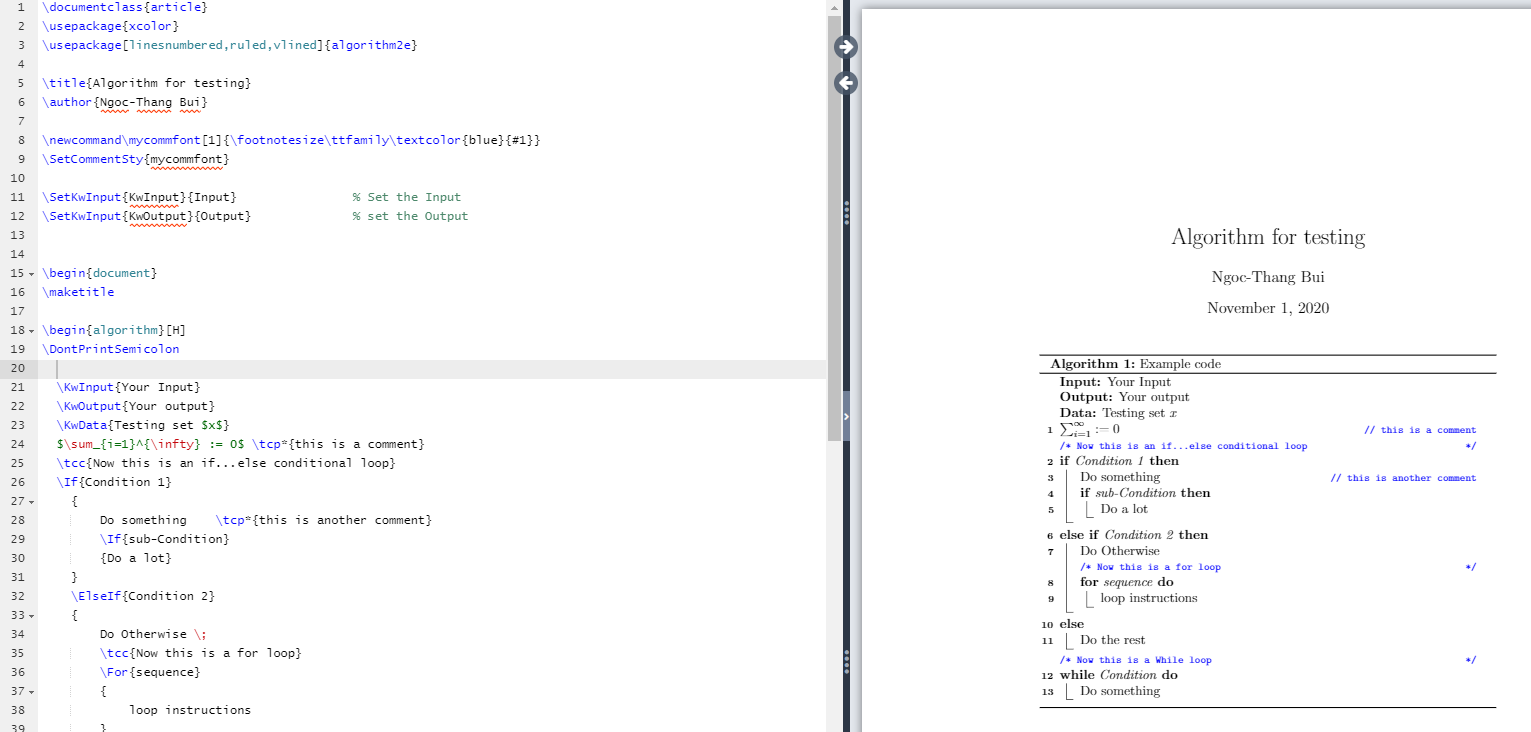 1 \documentclass{article}
2 \usepackage{xcolor}
3 \usepackage[linesnumbered,ruled,vlined]{algorithm2e}
4
5 \title{Algorithm for testing}
6 \author{Ngoc-Thang Bui}
7
8 \newcommand\mycommfont[1]{\footnotesize\ttfamily\textcolor{blue}{#1}}
9 \SetCommentSty{mycommfont}
10
11 \SetKwInput{KwInput}{Input}                % Set the Input
12 \SetKwInput{KwOutput}{Output}              % set the Output
13
14
15 \begin{document}
16 \maketitle
17
18 \begin{algorithm}[H]
19 \DontPrintSemicolon
20
21   \KwInput{Your Input}
22   \KwOutput{Your output}
23   \KwData{Testing set $x$}
24   $\sum_{i=1}^{\infty} := 0$ \tcp*{this is a comment}
25   \tcc{Now this is an if...else conditional loop}
26   \If{Condition 1}
27     {
28         Do something    \tcp*{this is another comment}
29         \If{sub-Condition}
30         {Do a lot}
31     }
32     \ElseIf{Condition 2}
33     {
34         Do Otherwise \;
35         \tcc{Now this is a for loop}
36         \For{sequence}
37         {
38             loop instructions
39         }
Algorithm for testing
Ngoc-Thang Bui
November 1, 2020
Algorithm 1: Example code
Input: Your Input
Output: Your output
Data: Testing set x
1 ∑_{i=1}^{∞} := 0 // this is a comment
/* Now this is an if...else conditional loop */
2 if Condition 1 then
3 Do something // this is another comment
4 if sub-Condition then
5 Do a lot
6 else if Condition 2 then
7 Do Otherwise
/* Now this is a for loop */
8 for sequence do
9 loop instructions
10 else
11 Do the rest
/* Now this is a While loop */
12 while Condition do
13 Do something